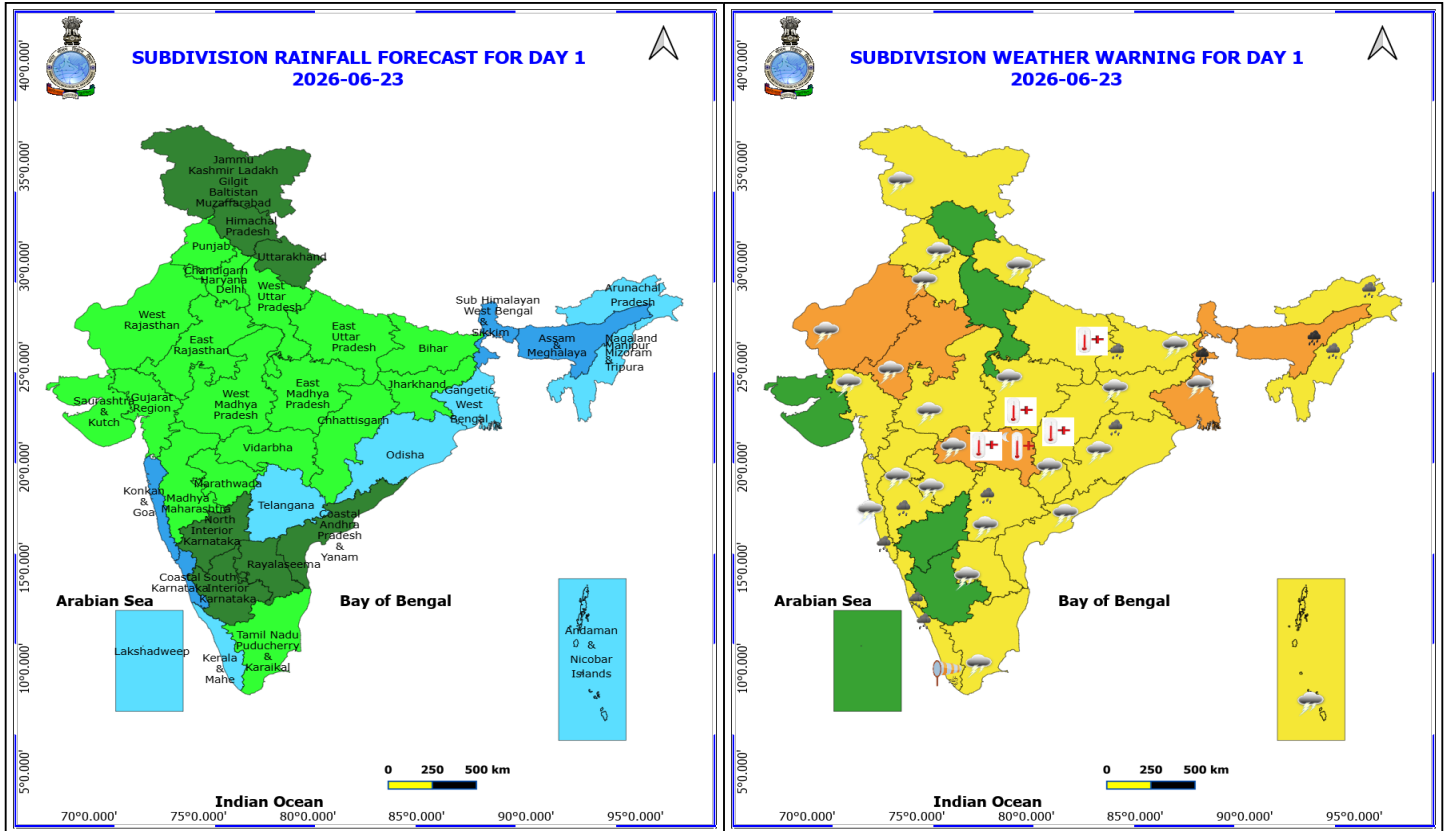 SUBDIVISION RAINFALL FORECAST FOR DAY 1
2026-06-23
40°0.000'
35°0.000'
30°0.000'
25°0.000'
20°0.000'
15°0.000'
10°0.000'
5°0.000'
Jammu
Kashmir Ladakh
Gilgit
Baltistan
Muzaffarabad
Himachal
Pradesh
Punjab
Uttarakhand
Chandigarh
Haryana
Delhi
West
Uttar
Pradesh
West
Rajasthan
East
Rajasthan
East
Uttar
Pradesh
Bihar
Sub Himalayan
West Bengal
&
Sikkim
Arunachal
Pradesh
Assam
&
Meghalaya
Nagaland
Manipur
Mizoram
&
Tripura
Saurashtra
&
Kutch
Gujarat
Region
West
Madhya
Pradesh
East
Madhya
Pradesh
Jharkhand
Gangetic
West
Bengal
Chhattisgarh
Vidarbha
Odisha
Konkan
&
Goa
Madhya
Maharashtra
Marathwada
Telangana
North
Interior
Karnataka
Coastal
Andhra
Pradesh
&
Yanam
Rayalaseema
Coastal
Karnataka
South
Interior
Karnataka
Arabian Sea
Bay of Bengal
Lakshadweep
Kerala
&
Mahe
Tamil Nadu
Puducherry
&
Karaikal
Andaman
&
Nicobar
Islands
0 250 500 km
Indian Ocean
70°0.000' 75°0.000' 80°0.000' 85°0.000' 90°0.000' 95°0.000'
SUBDIVISION WEATHER WARNING FOR DAY 1
2026-06-23
40°0.000'
35°0.000'
30°0.000'
25°0.000'
20°0.000'
15°0.000'
10°0.000'
5°0.000'
Arabian Sea
Bay of Bengal
0 250 500 km
Indian Ocean
70°0.000' 75°0.000' 80°0.000' 85°0.000' 90°0.000' 95°0.000'